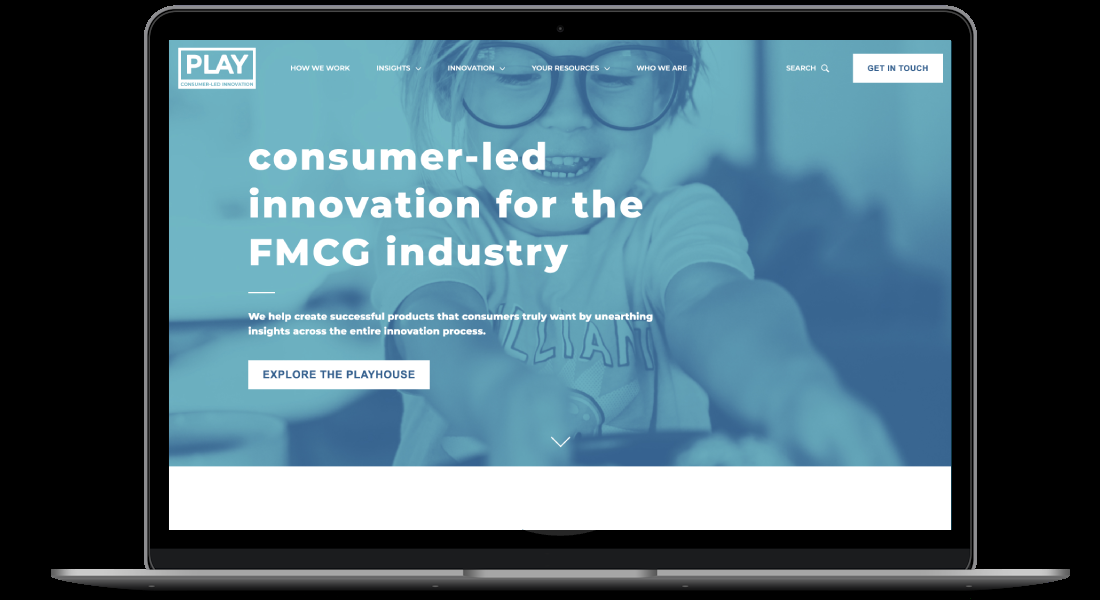 PLAY
CONSUMER-LED INNOVATION
HOW WE WORK
INSIGHTS
INNOVATION
YOUR RESOURCES
WHO WE ARE
SEARCH
GET IN TOUCH
consumer-led
innovation for the
FMCG industry
We help create successful products that consumers truly want by unearthing
insights across the entire innovation process.
EXPLORE THE PLAYHOUSE